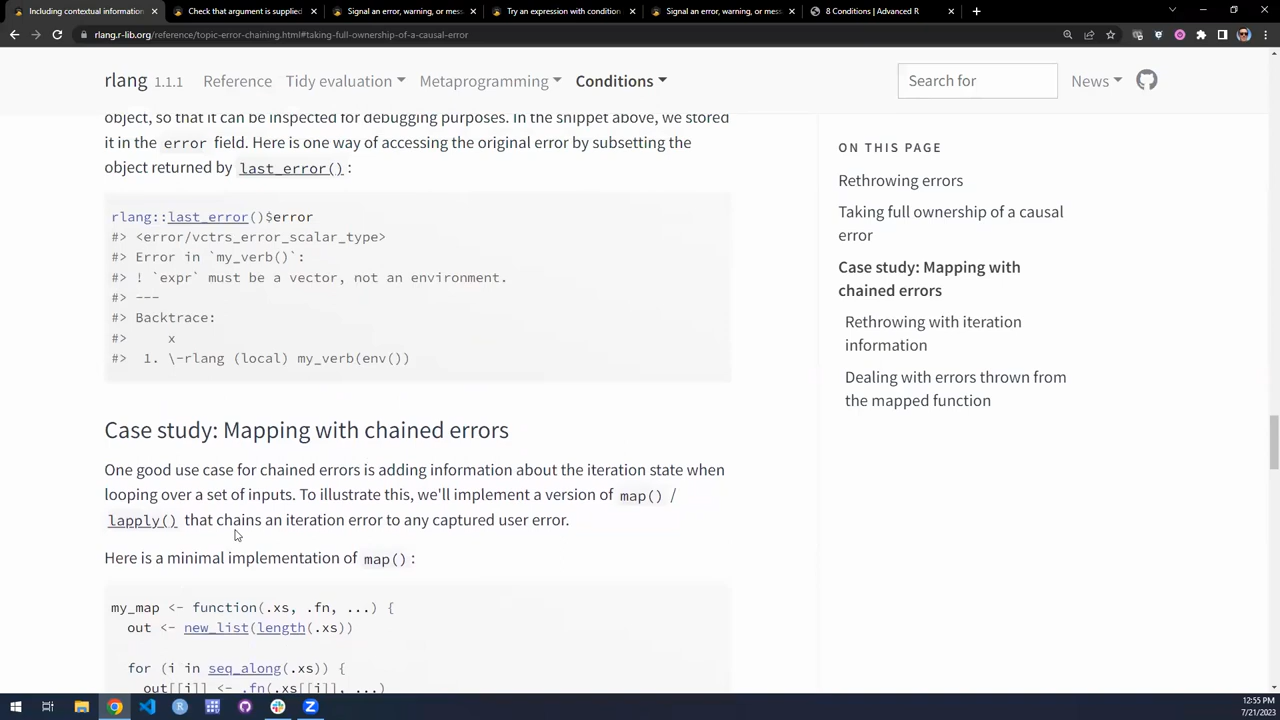 Including contextual information
Check that argument is supplied
Signal an error, warning, or mess
Try an expression with condition
Signal an error, warning, or mess
8 Conditions | Advanced R
rlang.r-lib.org/reference/topic-error-chaining.html#taking-full-ownership-of-a-causal-error
rlang 1.1.1 Reference Tidy evaluation Metaprogramming Conditions Search for News
object, so that it can be inspected for debugging purposes. In the snippet above, we stored
it in the error field. Here is one way of accessing the original error by subsetting the
object returned by last_error() :
rlang::last_error()$error
#> <error/vctrs_error_scalar_type>
#> Error in `my_verb()`:
#> ! `expr` must be a vector, not an environment.
#> ---
#> Backtrace:
#> x
#> 1. \-rlang (local) my_verb(env())
Case study: Mapping with chained errors
One good use case for chained errors is adding information about the iteration state when
looping over a set of inputs. To illustrate this, we'll implement a version of map() /
lapply() that chains an iteration error to any captured user error.
Here is a minimal implementation of map() :
my_map <- function(.xs, .fn, ...) {
out <- new_list(length(.xs))
for (i in seq_along(.xs)) {
out[[i]] <- .fn(.xs[[i]], ...)
ON THIS PAGE
Rethrowing errors
Taking full ownership of a causal
error
Case study: Mapping with
chained errors
Rethrowing with iteration
information
Dealing with errors thrown from
the mapped function
12:55 PM
7/21/2023